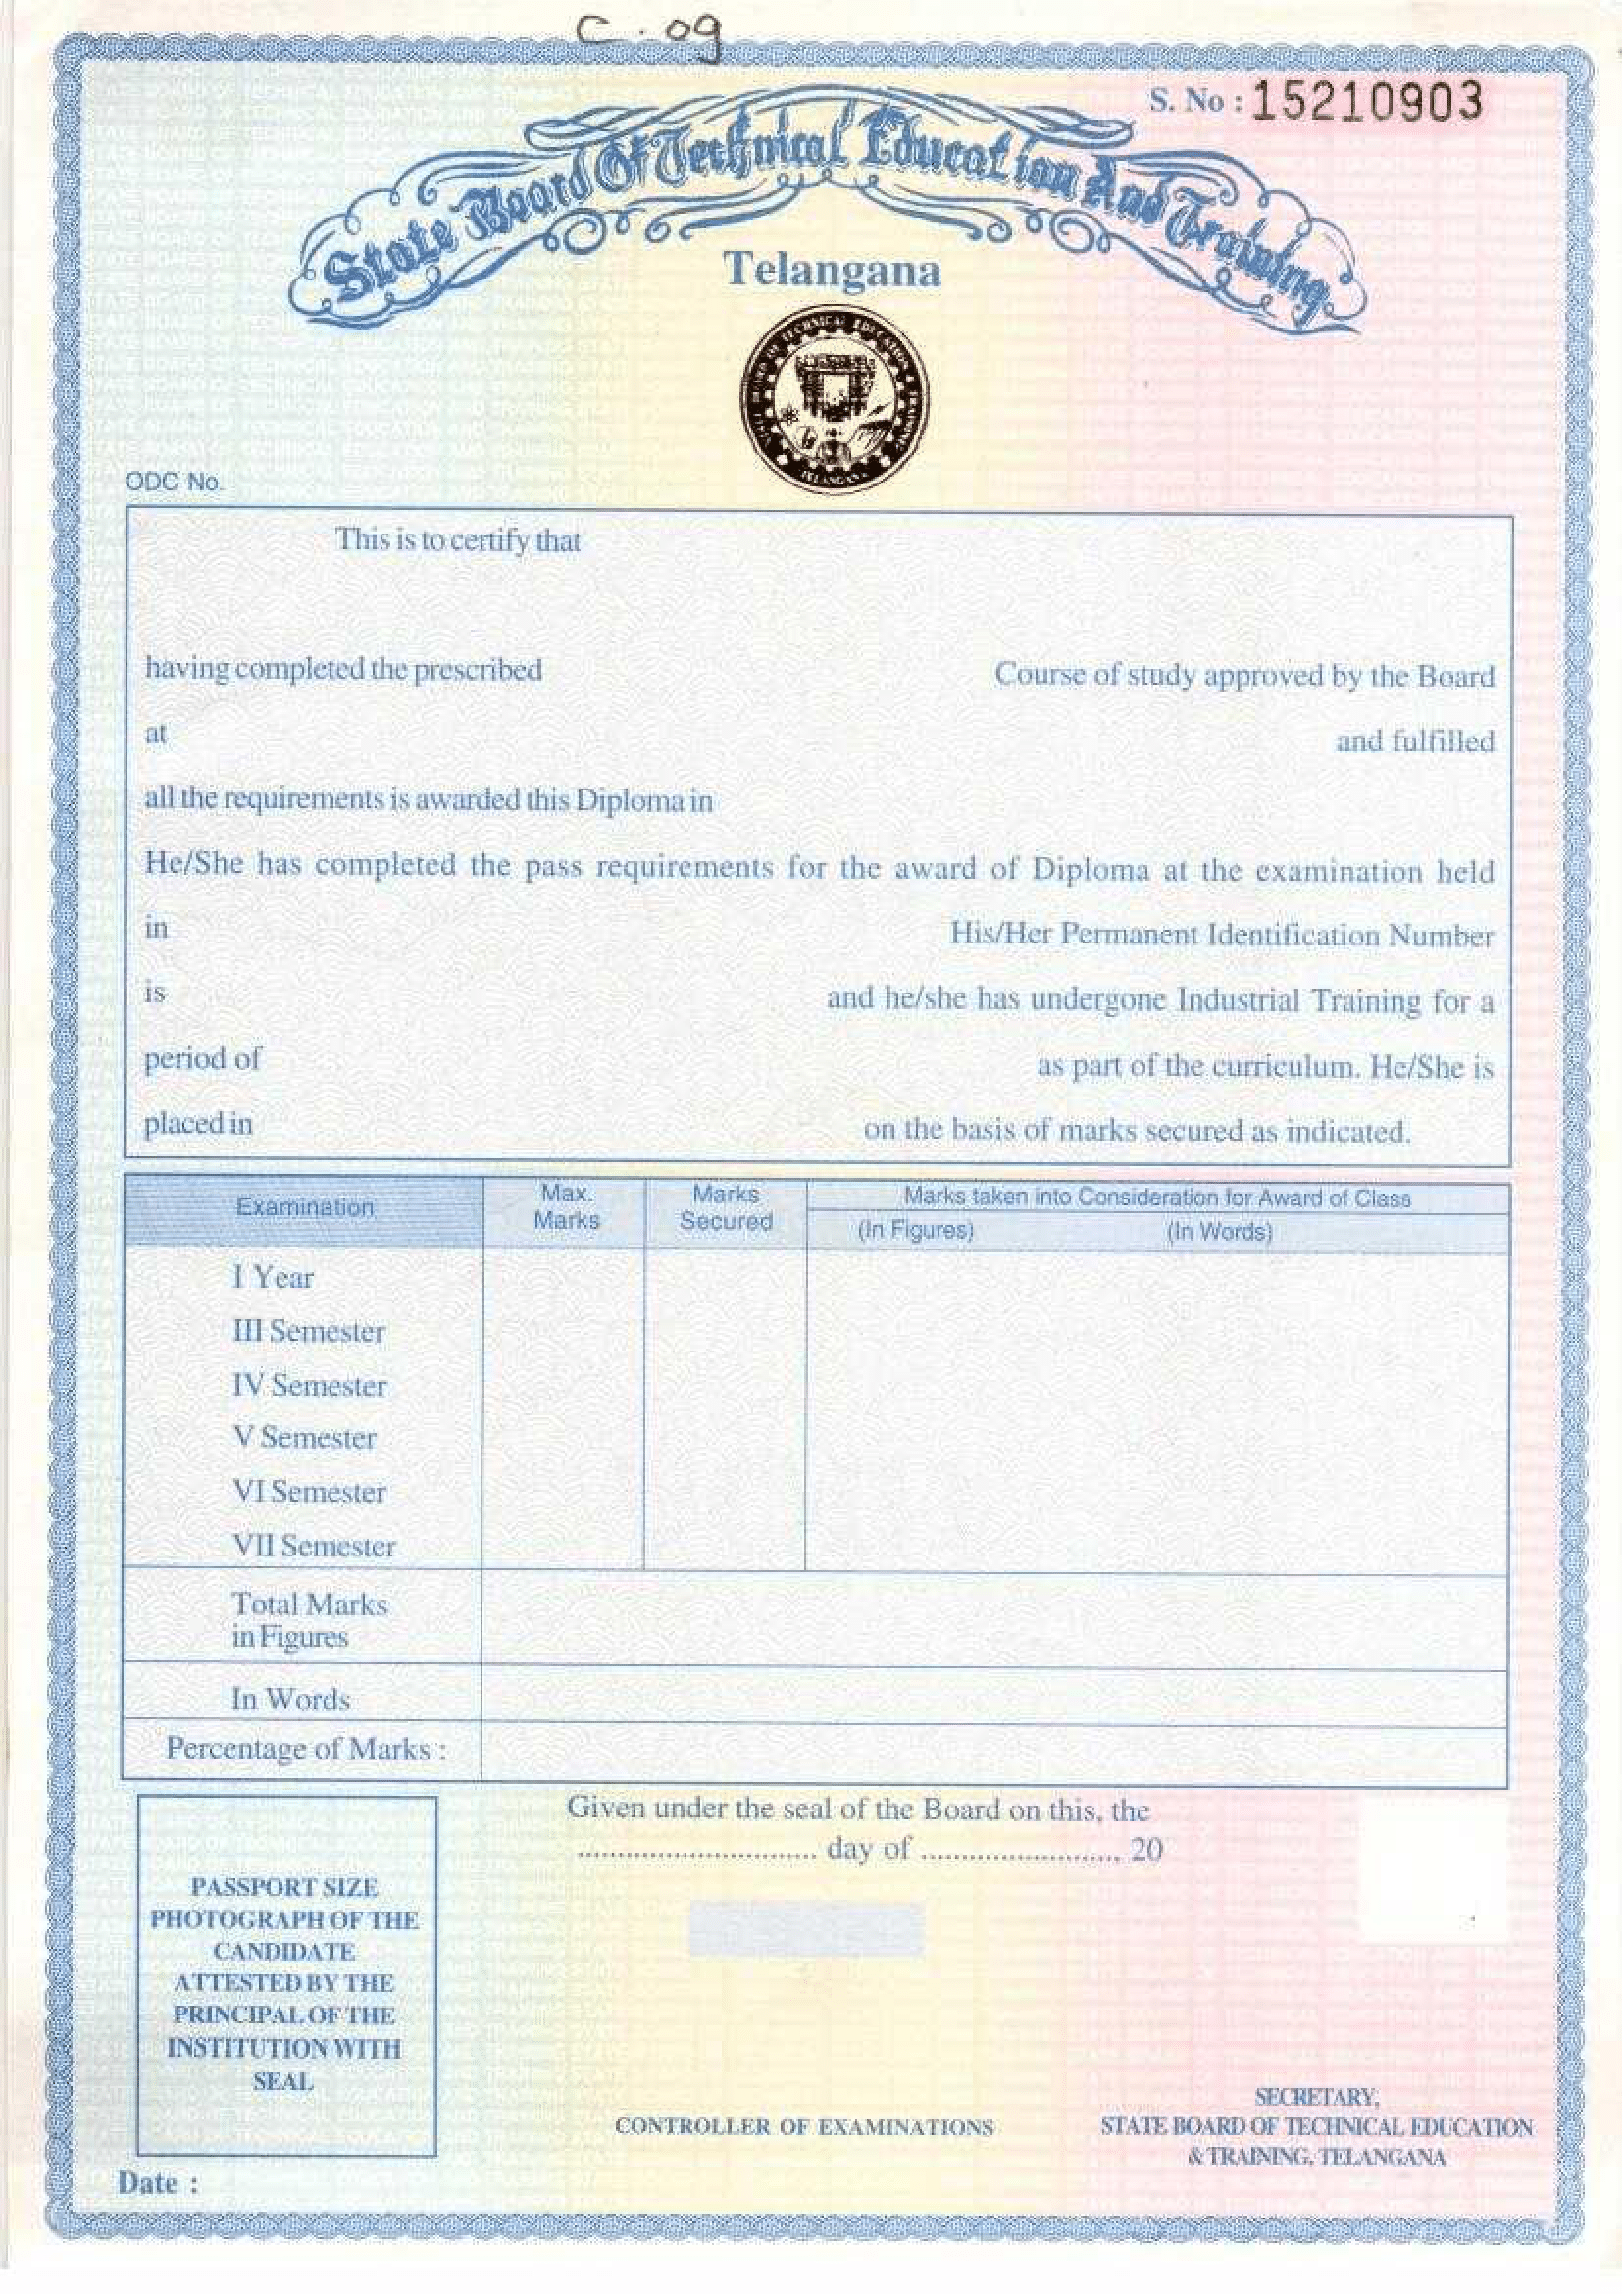 C-09
S. No : 15210903
State Board Of Technical Education And Training
Telangana
STATE BOARD OF TECHNICAL EDUCATION & TRAINING
TELANGANA
ODC No.
This is to certify that
having completed the prescribed Course of study approved by the Board
at and fulfilled
all the requirements is awarded this Diploma in
He/She has completed the pass requirements for the award of Diploma at the examination held
in His/Her Permanent Identification Number
is and he/she has undergone Industrial Training for a
period of as part of the curriculum. He/She is
placed in on the basis of marks secured as indicated.
Examination Max. Marks Marks Secured Marks taken into Consideration for Award of Class
(In Figures) (In Words)
I Year
III Semester
IV Semester
V Semester
VI Semester
VII Semester
Total Marks
in Figures
In Words
Percentage of Marks :
Given under the seal of the Board on this, the
............................. day of ........................ 20
PASSPORT SIZE
PHOTOGRAPH OF THE
CANDIDATE
ATTESTED BY THE
PRINCIPAL OF THE
INSTITUTION WITH
SEAL
CONTROLLER OF EXAMINATIONS
SECRETARY,
STATE BOARD OF TECHNICAL EDUCATION
& TRAINING, TELANGANA
Date :